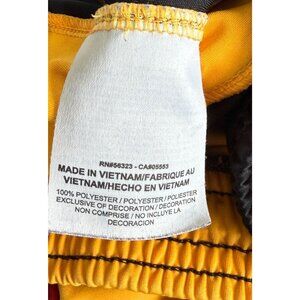 RN#56323 - CA#05553
MADE IN VIETNAM/FABRIQUE AU
VIETNAM/HECHO EN VIETNAM
100% POLYESTER / POLYESTER / POLIÉSTER
EXCLUSIVE OF DECORATION / DECORATION
NON COMPRISE / NO INCLUYE LA
DECORACION